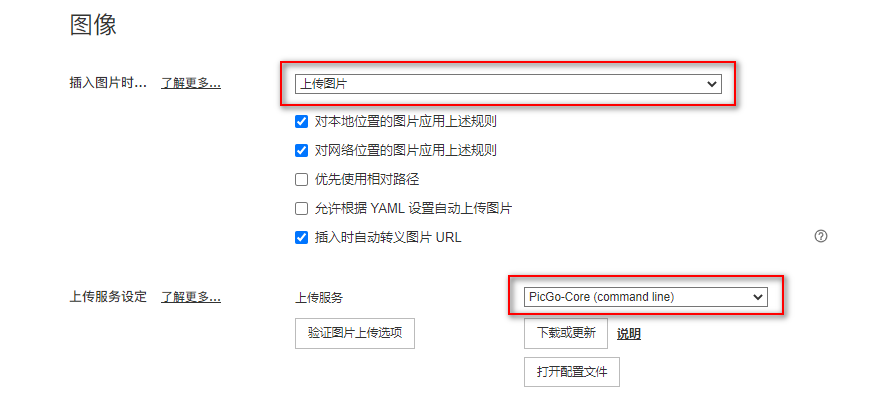 图像
插入图片时... 了解更多... 上传图片
对本地位置的图片应用上述规则
对网络位置的图片应用上述规则
优先使用相对路径
允许根据 YAML 设置自动上传图片
插入时自动转义图片 URL
上传服务设定 了解更多... 上传服务 PicGo-Core (command line)
验证图片上传选项 下载或更新 说明
打开配置文件